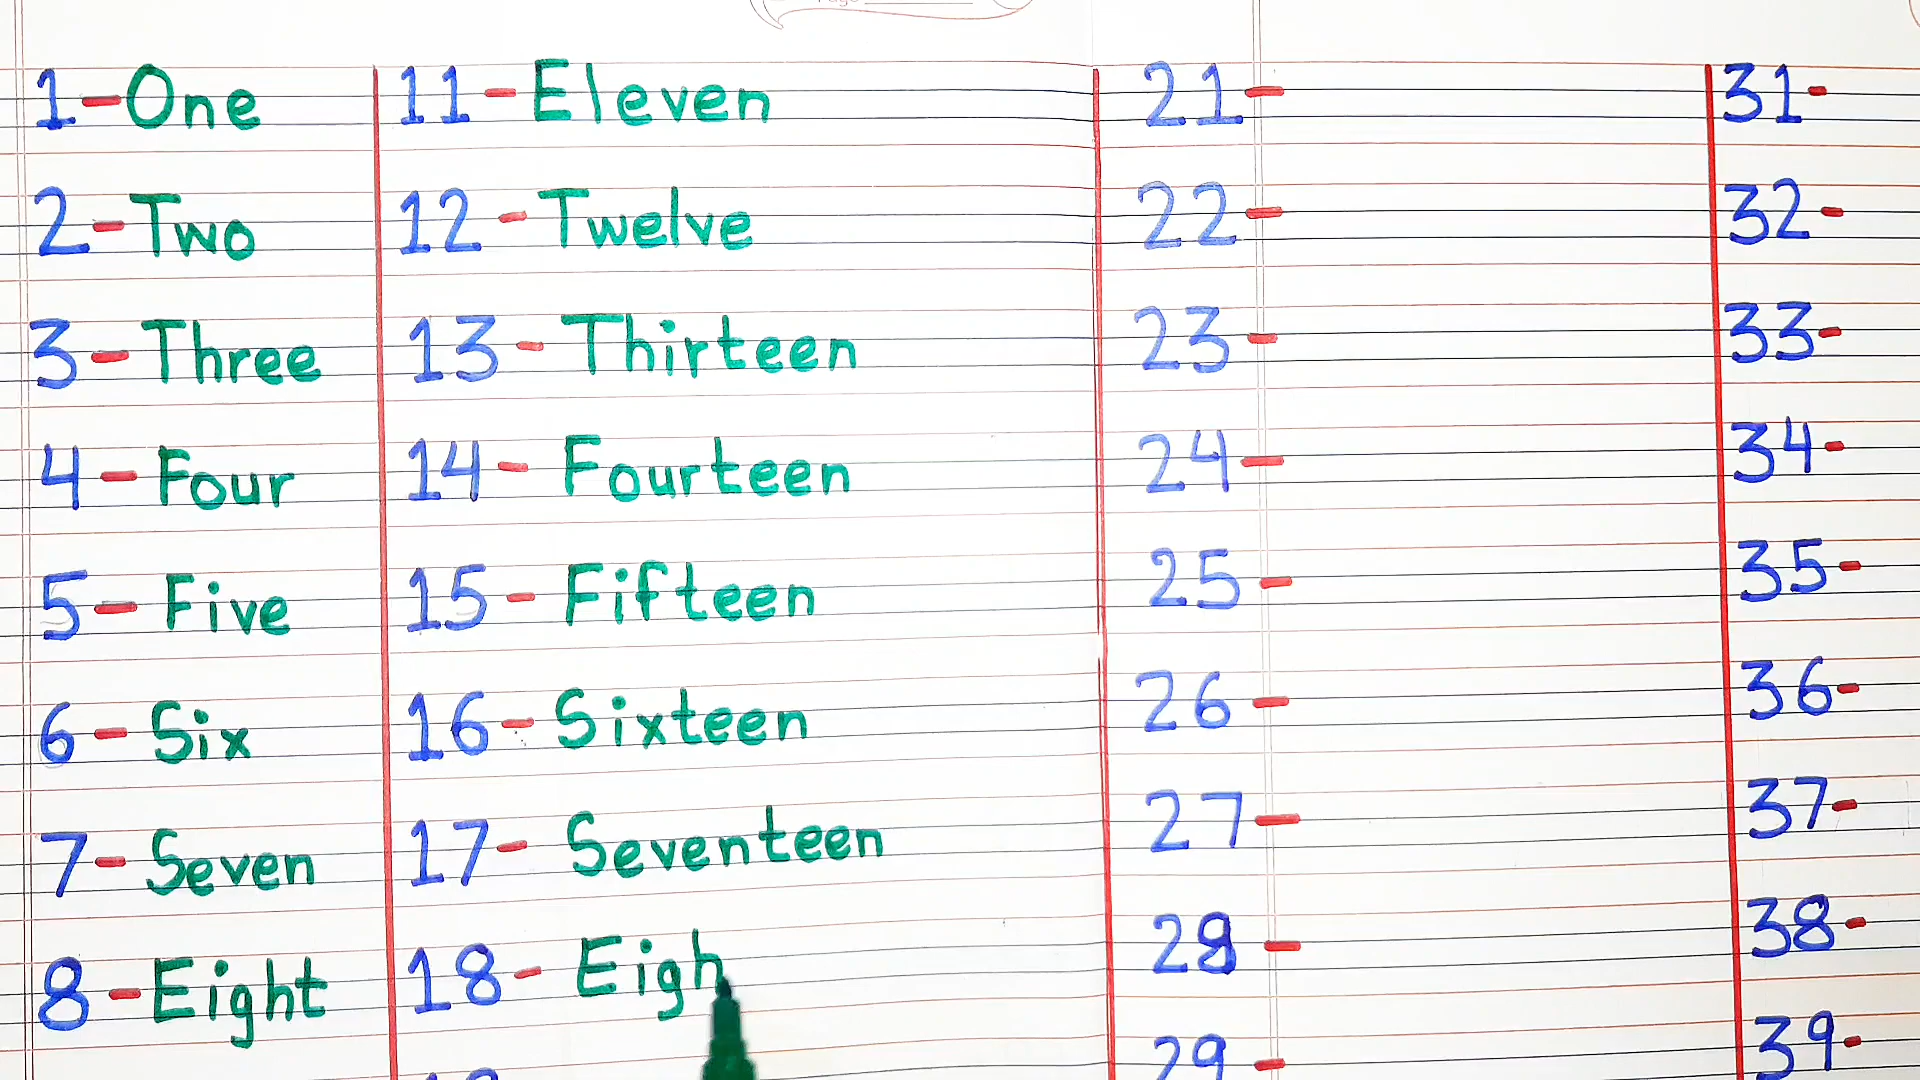 1-One
2-Two
3-Three
4-Four
5-Five
6-Six
7-Seven
8-Eight
11-Eleven
12-Twelve
13-Thirteen
14-Fourteen
15-Fifteen
16-Sixteen
17-Seventeen
18-Eigh
21-
22-
23-
24-
25-
26-
27-
28-
29-
31-
32-
33-
34-
35-
36-
37-
38-
39-